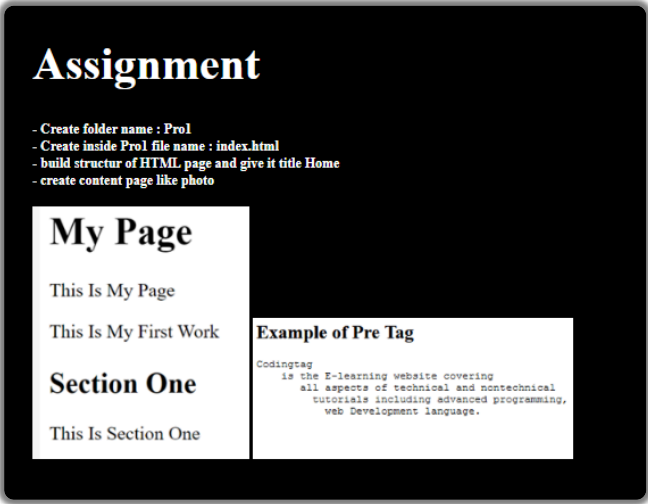 Assignment
- Create folder name : Pro1
- Create inside Pro1 file name : index.html
- build structur of HTML page and give it title Home
- create content page like photo
My Page
This Is My Page
This Is My First Work
Section One
This Is Section One
Example of Pre Tag
Codingtag
is the E-learning website covering
all aspects of technical and nontechnical
tutorials including advanced programming,
web Development language.